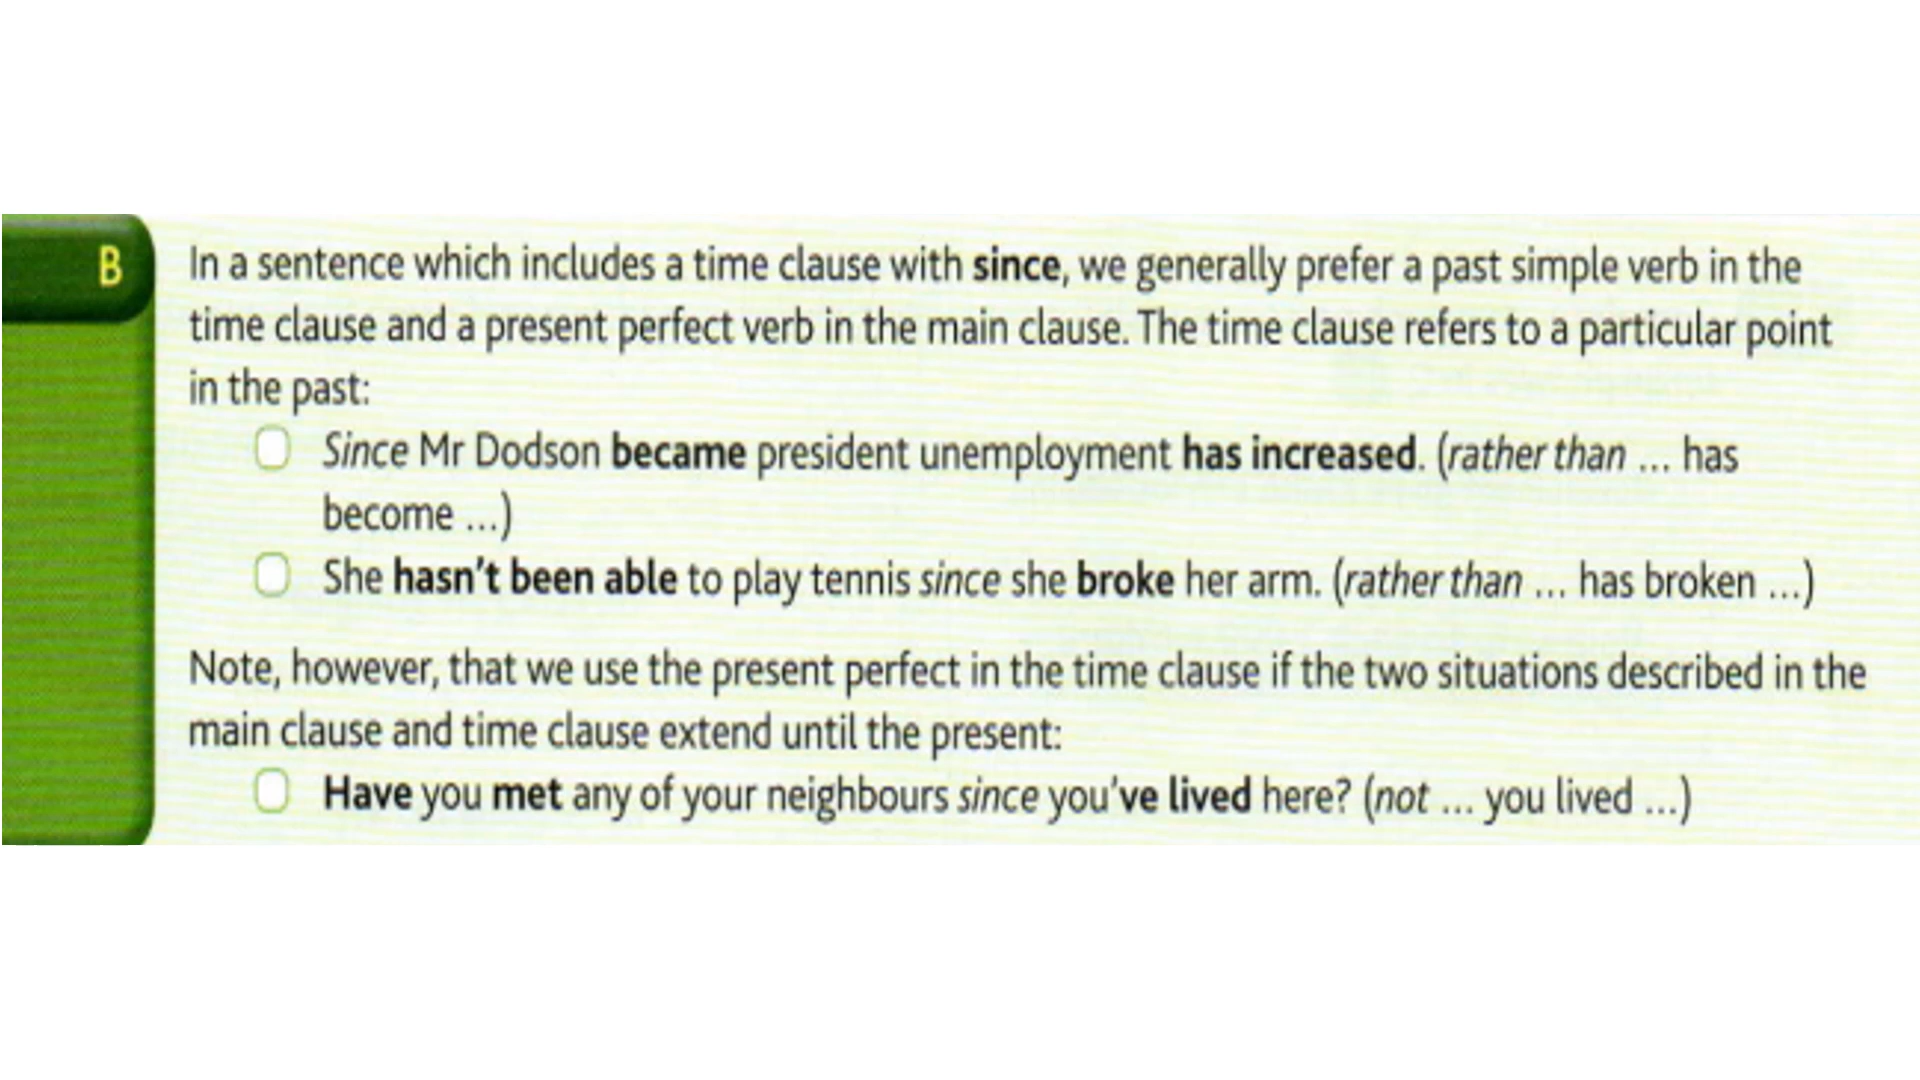 B
In a sentence which includes a time clause with since, we generally prefer a past simple verb in the
time clause and a present perfect verb in the main clause. The time clause refers to a particular point
in the past:
Since Mr Dodson became president unemployment has increased. (rather than ... has
become ...)
She hasn't been able to play tennis since she broke her arm. (rather than ... has broken ...)
Note, however, that we use the present perfect in the time clause if the two situations described in the
main clause and time clause extend until the present:
Have you met any of your neighbours since you've lived here? (not ... you lived ...)